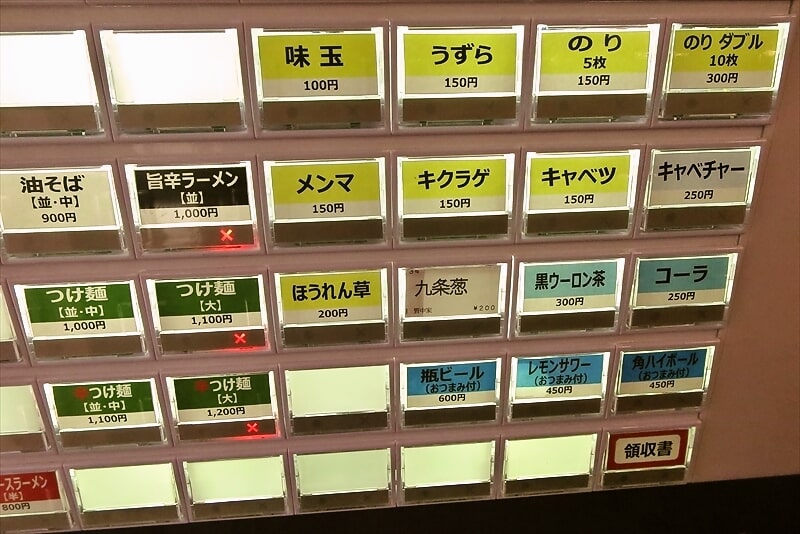 味玉
100円
うずら
150円
のり
5枚
150円
のり ダブル
10枚
300円
油そば
【並・中】
900円
旨辛ラーメン
【並】
1,000円
×
メンマ
150円
キクラゲ
150円
キャベツ
150円
キャベチャー
250円
つけ麺
【並・中】
1,000円
つけ麺
【大】
1,100円
×
ほうれん草
200円
九条葱
¥200
黒ウーロン茶
300円
コーラ
250円
辛つけ麺
【並・中】
1,100円
辛つけ麺
【大】
1,200円
×
瓶ビール
(おつまみ付)
600円
レモンサワー
(おつまみ付)
450円
角ハイボール
(おつまみ付)
450円
ースラーメン
【半】
800円
領収書